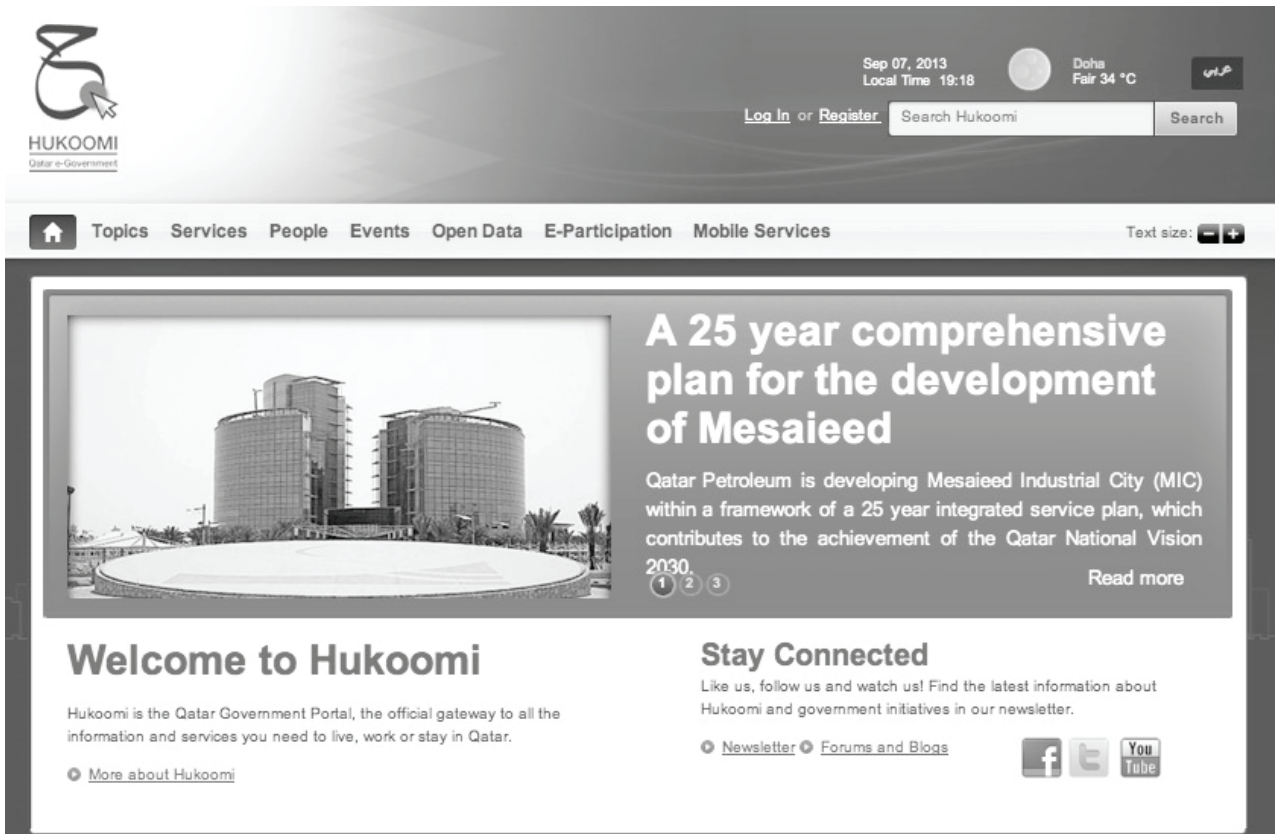 Sep 07, 2013
Local Time 19:18
Doha
Fair 34 °C
عربي
HUKOOMI
Qatar e-Government
Log In or Register
Search Hukoomi
Search
Topics Services People Events Open Data E-Participation Mobile Services
Text size: - +
A 25 year comprehensive
plan for the development
of Mesaieed
Qatar Petroleum is developing Mesaieed Industrial City (MIC)
within a framework of a 25 year integrated service plan, which
contributes to the achievement of the Qatar National Vision
2030.
1 2 3
Read more
Welcome to Hukoomi
Hukoomi is the Qatar Government Portal, the official gateway to all the
information and services you need to live, work or stay in Qatar.
More about Hukoomi
Stay Connected
Like us, follow us and watch us! Find the latest information about
Hukoomi and government initiatives in our newsletter.
Newsletter Forums and Blogs
f t You
Tube